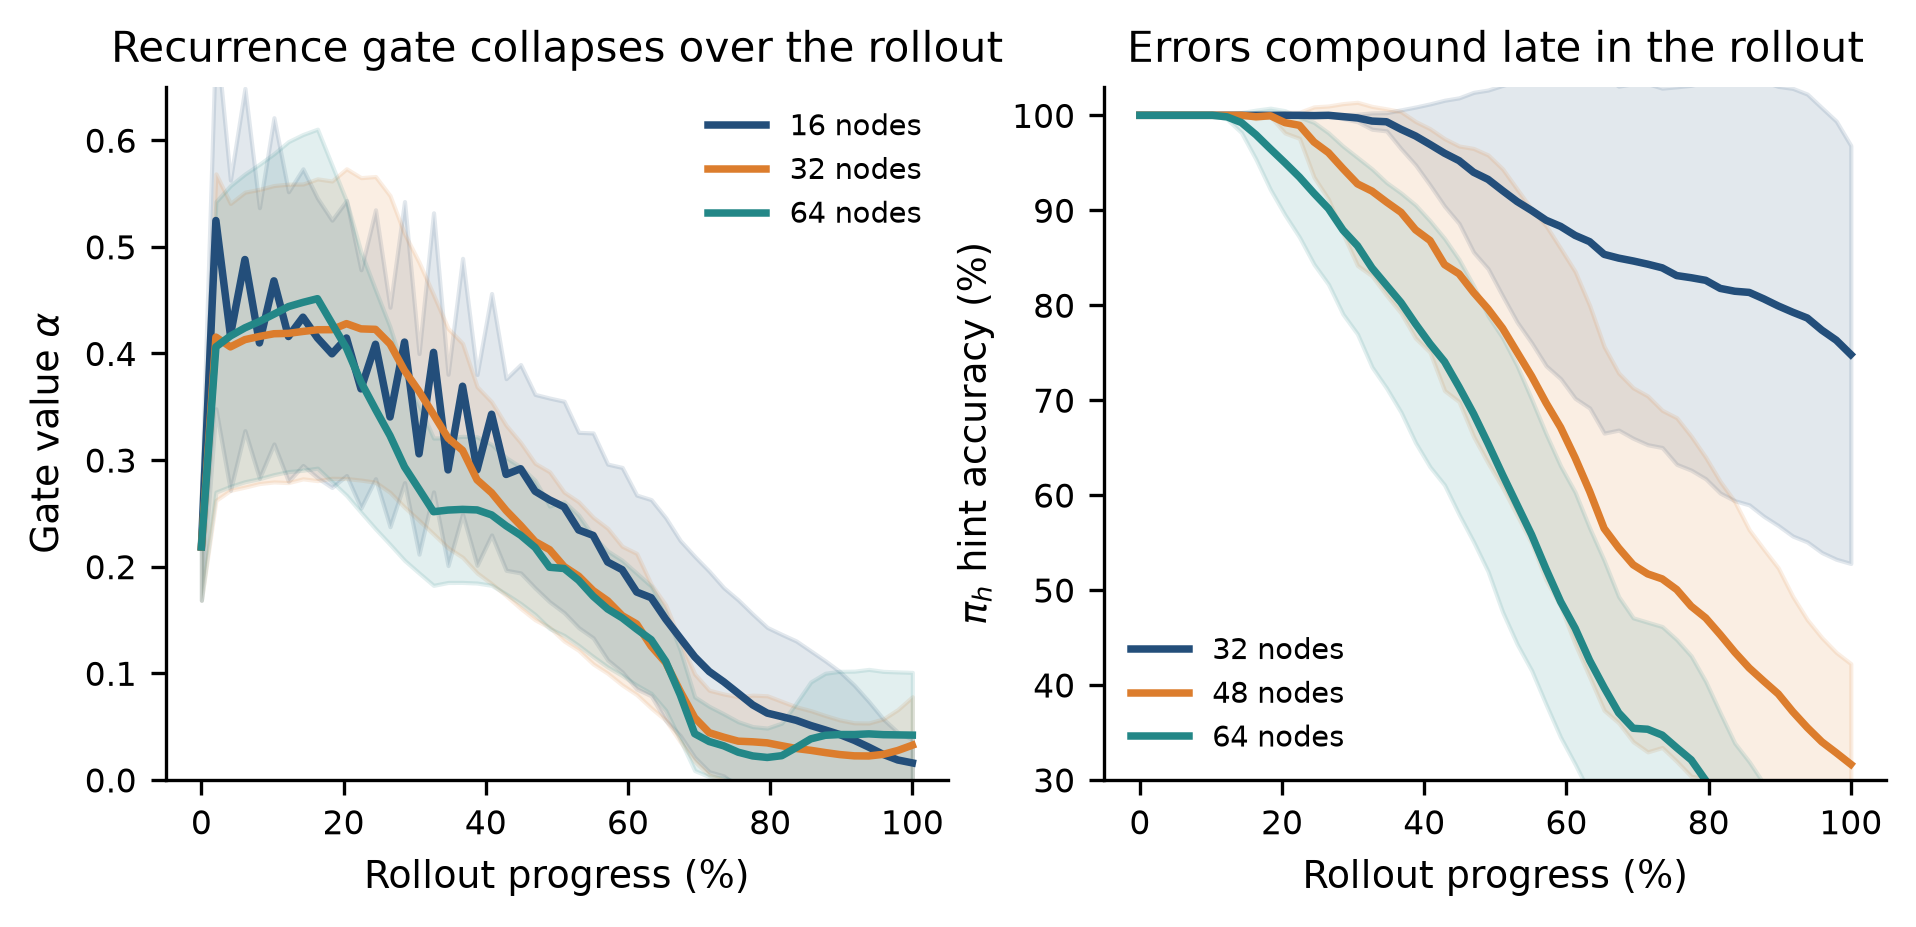 Recurrence gate collapses over the rollout
Gate value α
0.6
0.5
0.4
0.3
0.2
0.1
0.0
16 nodes
32 nodes
64 nodes
0 20 40 60 80 100
Rollout progress (%)
Errors compound late in the rollout
π_h hint accuracy (%)
100
90
80
70
60
50
40
30
32 nodes
48 nodes
64 nodes
0 20 40 60 80 100
Rollout progress (%)